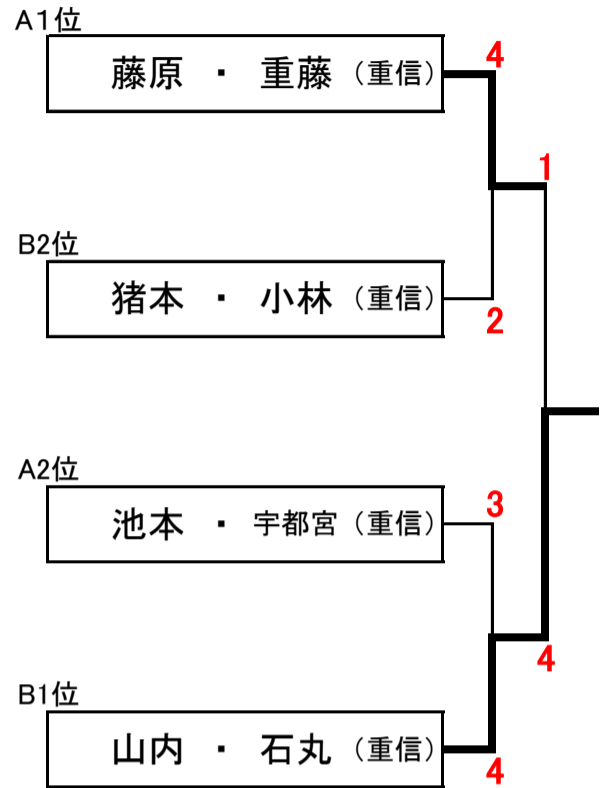 A1位
藤原 ・ 重藤 （重信）
4
1
B2位
猪本 ・ 小林 （重信）
2
A2位
池本 ・ 宇都宮 （重信）
3
4
B1位
山内 ・ 石丸 （重信）
4